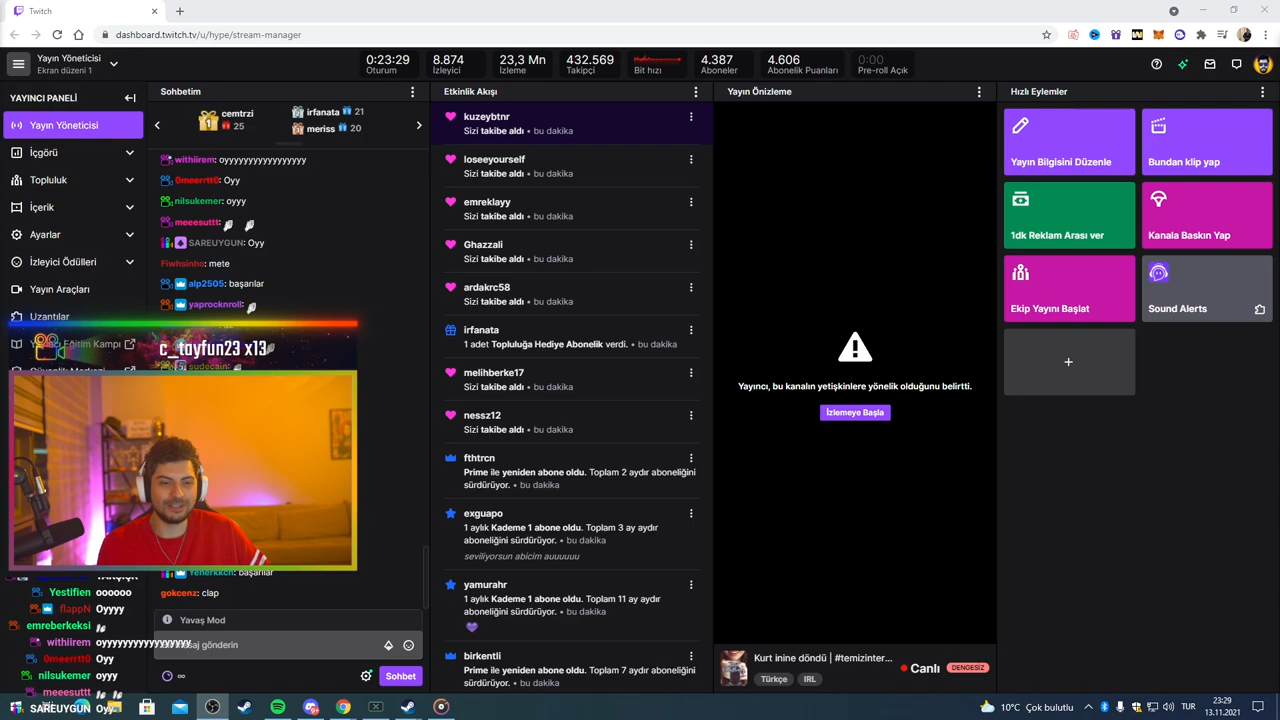 Twitch
dashboard.twitch.tv/u/hype/stream-manager
Yayın Yöneticisi
Ekran düzeni 1
0:23:29
Oturum
8.874
İzleyici
23,3 Mn
İzleme
432.569
Takipçi
Bit hızı
4.387
Aboneler
4.606
Abonelik Puanları
0:00
Pre-roll Açık
YAYINCI PANELİ
Yayın Yöneticisi
İçgörü
Topluluk
İçerik
Ayarlar
İzleyici Ödülleri
Yayın Araçları
Uzantılar
Eğitim Kampı
c_tayfun23 x13
Yestifien oooooo
flappN Oyyyy
emreberkeksi
withiirem oyyyyyyyyyyyyyyyyy
0meerrtt0 Oyy
nilsukemer oyyy
meeesuttt
SAREUYGUN Oyy
Sohbetim
cemtrzi
25
irfanata 21
meriss 20
withiirem: oyyyyyyyyyyyyyyyyy
0meerrtt0: Oyy
nilsukemer: oyyy
meeesuttt:
SAREUYGUN: Oyy
Fiwhsinho: mete
alp2505: başarılar
yaprocknroll:
sudecain:
Yenerkkch: başarılar
gokcenz: clap
Yavaş Mod
mesaj gönderin
Sohbet
Etkinlik Akışı
kuzeybtnr
Sizi takibe aldı • bu dakika
loseeyourself
Sizi takibe aldı • bu dakika
emreklayy
Sizi takibe aldı • bu dakika
Ghazzali
Sizi takibe aldı • bu dakika
ardakrc58
Sizi takibe aldı • bu dakika
irfanata
1 adet Topluluğa Hediye Abonelik verdi. • bu dakika
melihberke17
Sizi takibe aldı • bu dakika
nessz12
Sizi takibe aldı • bu dakika
fthtrcn
Prime ile yeniden abone oldu. Toplam 2 aydır aboneliğini
sürdürüyor. • bu dakika
exguapo
1 aylık Kademe 1 abone oldu. Toplam 3 ay aydır
aboneliğini sürdürüyor. • bu dakika
seviliyorsun abicim auuuuuu
yamurahr
1 aylık Kademe 1 abone oldu. Toplam 11 ay aydır
aboneliğini sürdürüyor. • bu dakika
birkentli
Prime ile yeniden abone oldu. Toplam 7 aydır aboneliğini
sürdürüyor. • bu dakika
Yayın Önizleme
Yayıncı, bu kanalın yetişkinlere yönelik olduğunu belirtti.
İzlemeye Başla
Kurt inine döndü | #temizinter...
Türkçe
IRL
Canlı
DENGESİZ
Hızlı Eylemler
Yayın Bilgisini Düzenle
Bundan klip yap
1dk Reklam Arası ver
Kanala Baskın Yap
Ekip Yayını Başlat
Sound Alerts
10°C Çok bulutlu
TUR
23:29
13.11.2021